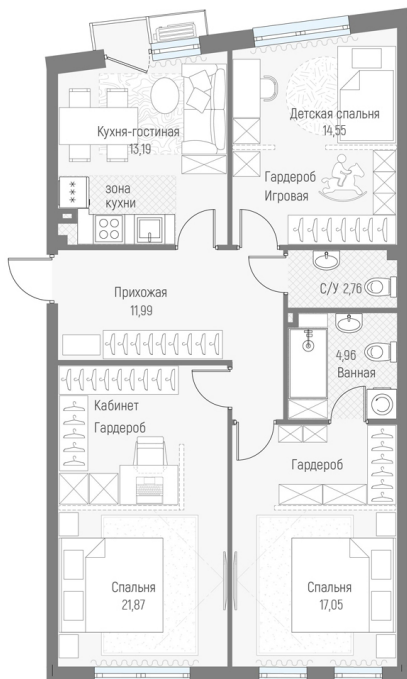 Кухня-гостиная
13,19
Детская спальня
14,55
зона
кухни
Гардероб
Игровая
С/У 2,76
Прихожая
11,99
4,96
Ванная
Кабинет
Гардероб
Гардероб
Спальня
21,87
Спальня
17,05